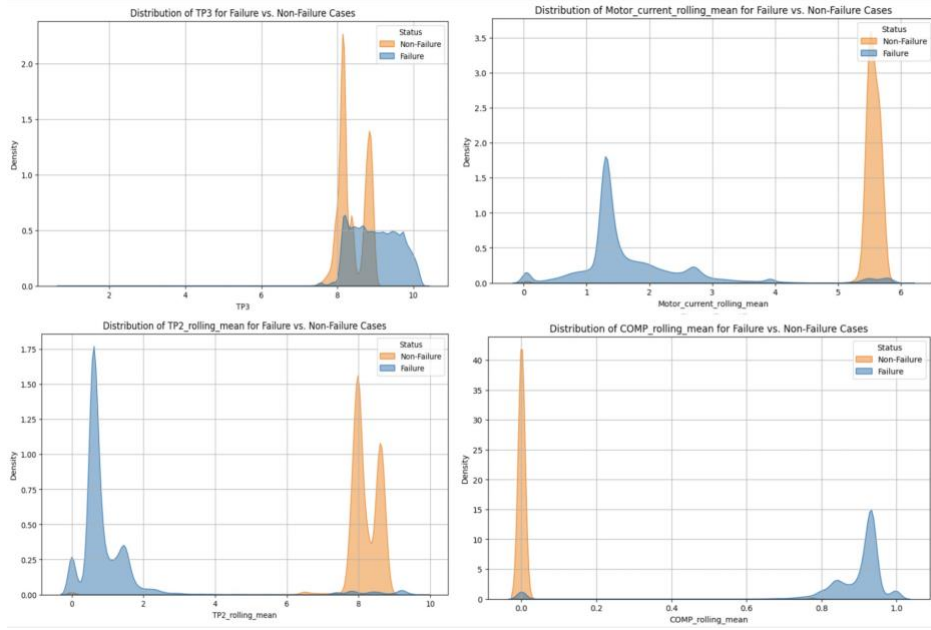 Distribution of TP3 for Failure vs. Non-Failure Cases
Status
Non-Failure
Failure
Density
2.0
1.5
1.0
0.5
0.0
2 4 6 8 10
TP3
Distribution of Motor_current_rolling_mean for Failure vs. Non-Failure Cases
Status
Non-Failure
Failure
Density
3.5
3.0
2.5
2.0
1.5
1.0
0.5
0.0
0 1 2 3 4 5 6
Motor_current_rolling_mean
Distribution of TP2_rolling_mean for Failure vs. Non-Failure Cases
Status
Non-Failure
Failure
Density
1.75
1.50
1.25
1.00
0.75
0.50
0.25
0.00
0 2 4 6 8 10
TP2_rolling_mean
Distribution of COMP_rolling_mean for Failure vs. Non-Failure Cases
Status
Non-Failure
Failure
Density
40
35
30
25
20
15
10
5
0
0.0 0.2 0.4 0.6 0.8 1.0
COMP_rolling_mean